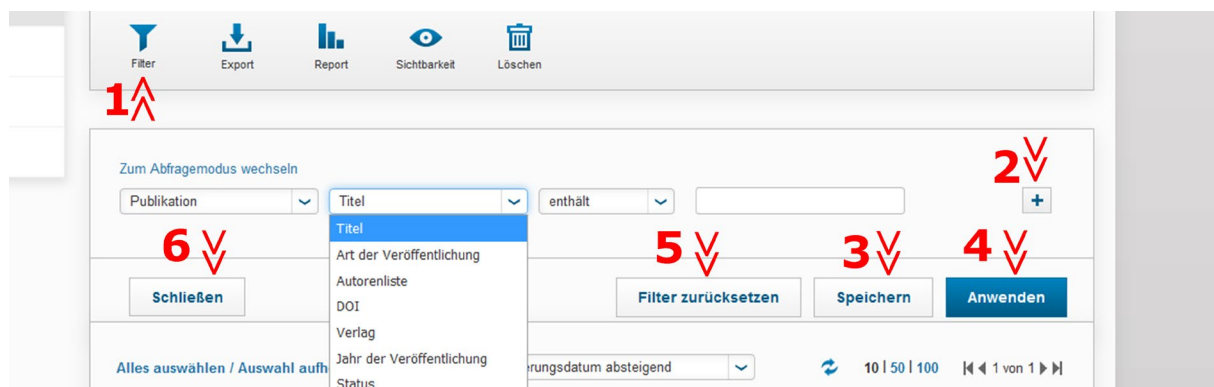 Filter Export Report Sichtbarkeit Löschen
1
Zum Abfragemodus wechseln
2
Publikation Titel enthält +
Titel
Art der Veröffentlichung
Autorenliste
DOI
Verlag
Jahr der Veröffentlichung
Status
6 5 3 4
Schließen Filter zurücksetzen Speichern Anwenden
Alles auswählen / Auswahl absteigend 10 | 50 | 100 1 von 1